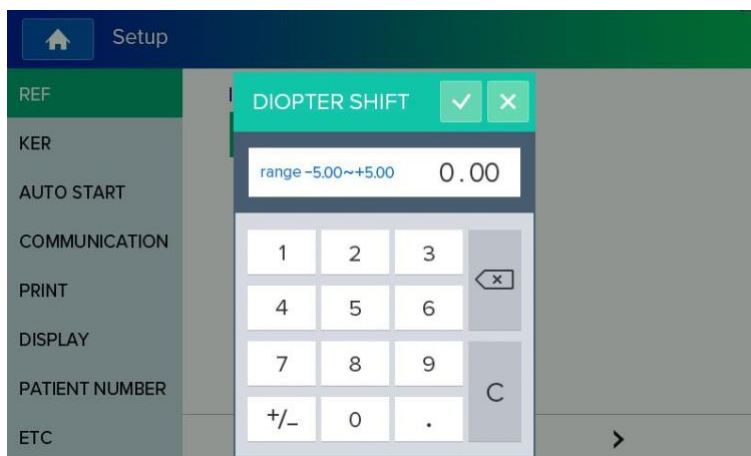 Setup
REF
KER
AUTO START
COMMUNICATION
PRINT
DISPLAY
PATIENT NUMBER
ETC
DIOPTER SHIFT
range -5.00~+5.00 0.00
1 2 3
4 5 6
7 8 9
C
+/- 0 .